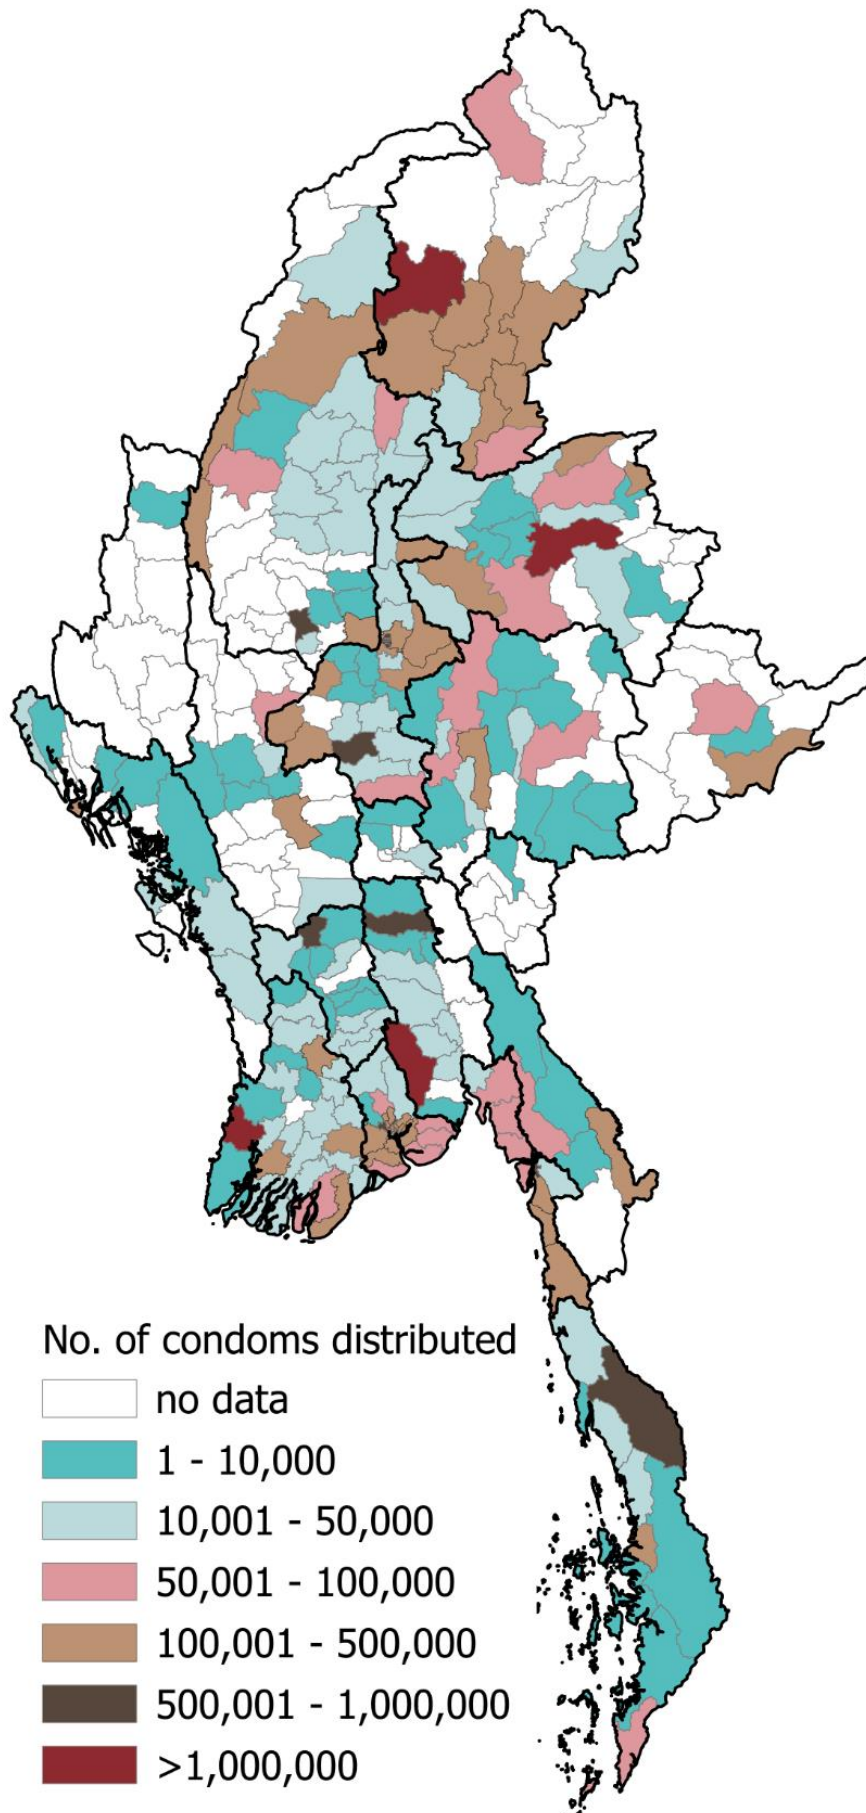 No. of condoms distributed
no data
1 - 10,000
10,001 - 50,000
50,001 - 100,000
100,001 - 500,000
500,001 - 1,000,000
>1,000,000